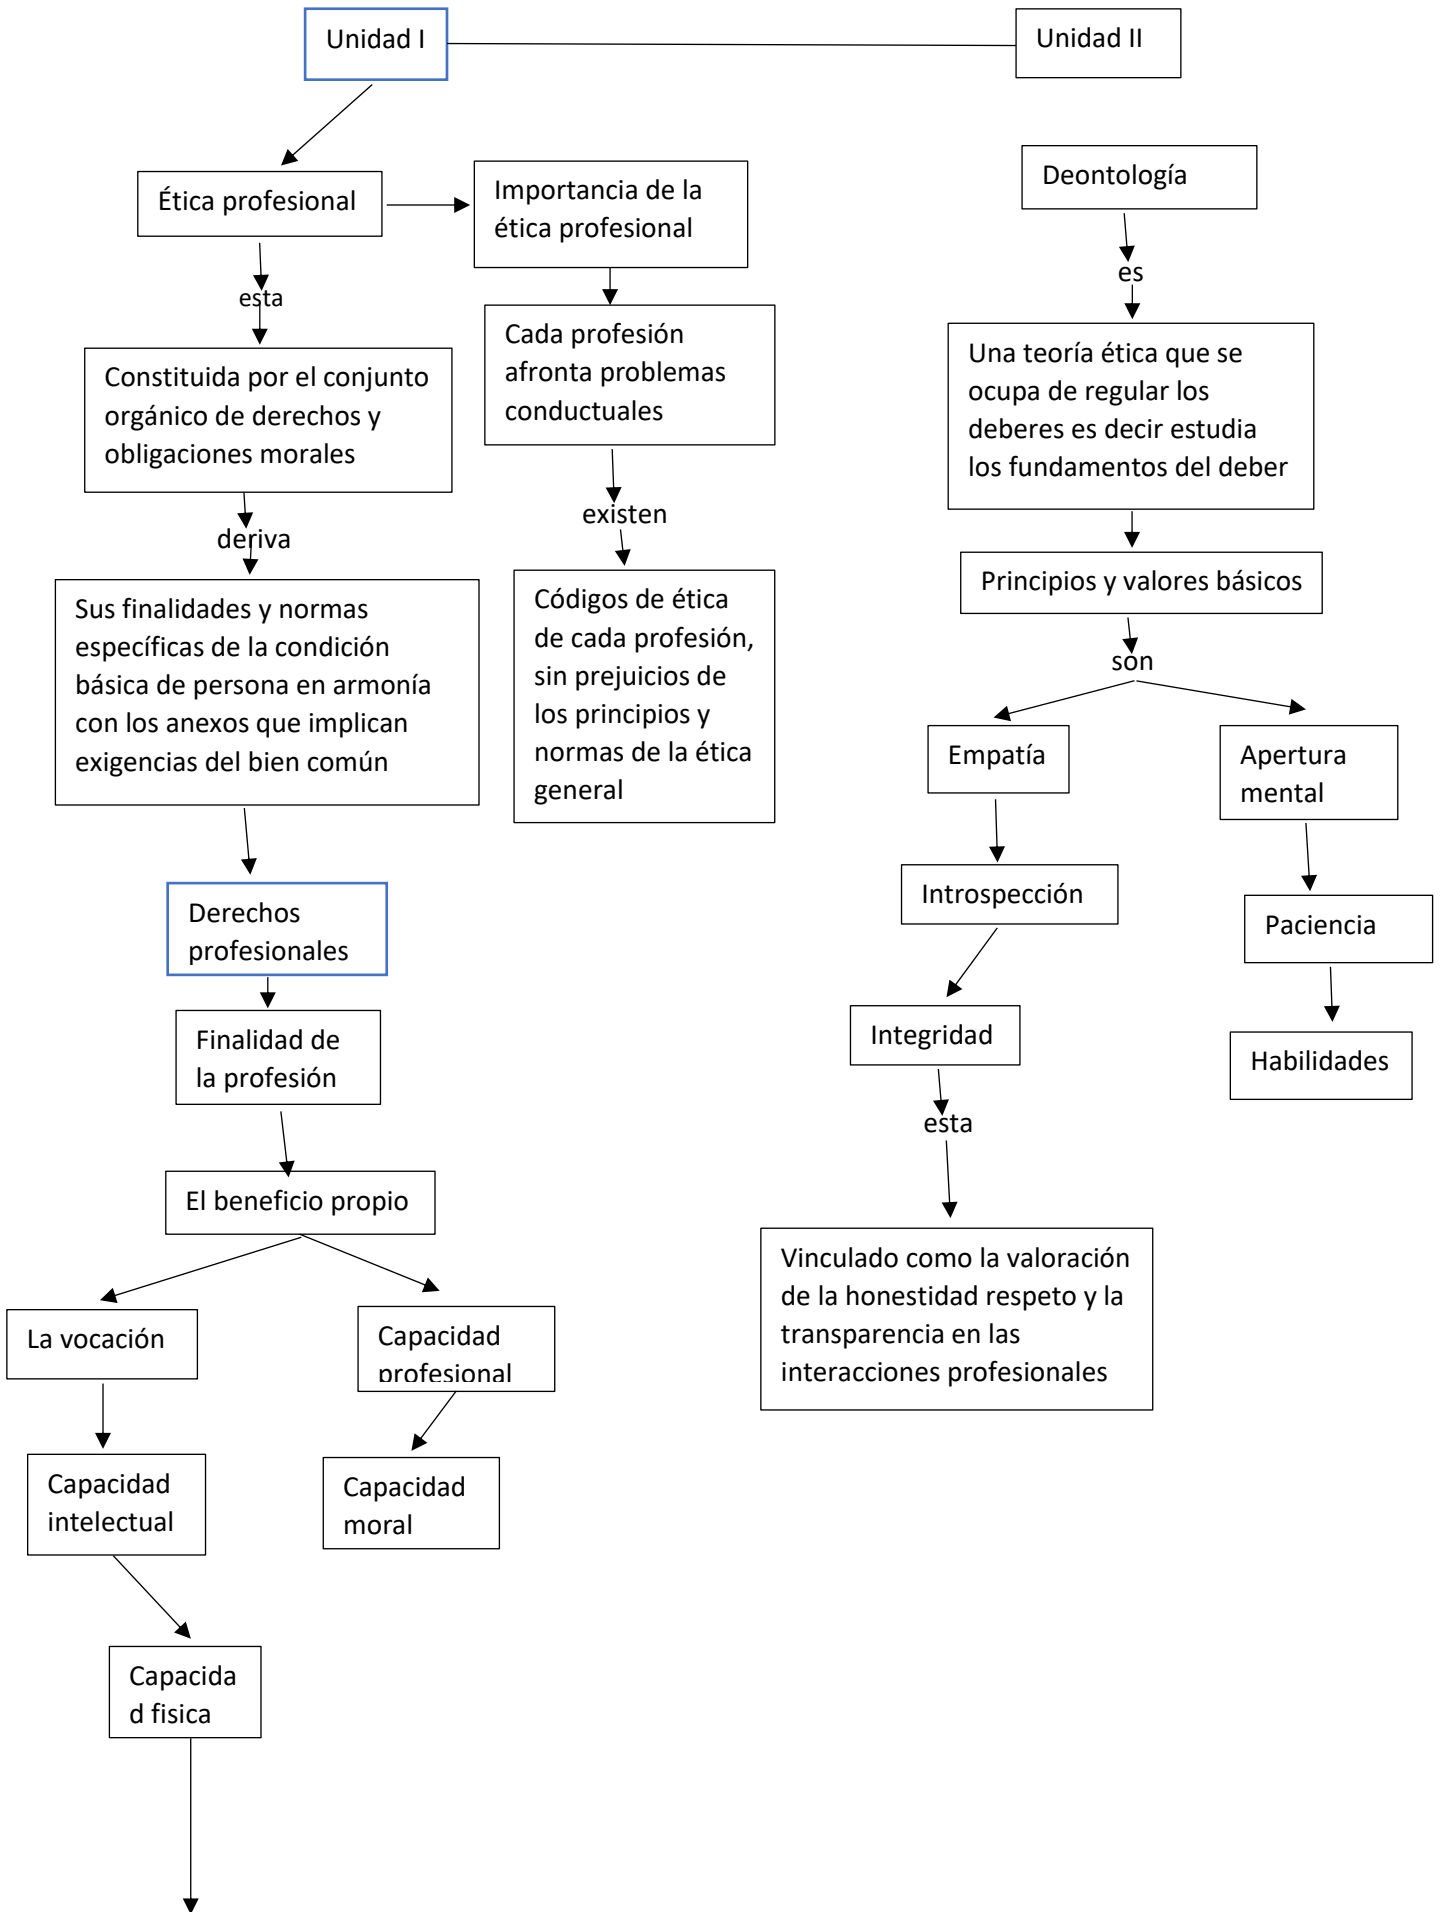 Unidad I
Unidad II
Ética profesional
Importancia de la
ética profesional
Deontología
esta
es
Constituida por el conjunto
orgánico de derechos y
obligaciones morales
Cada profesión
afronta problemas
conductuales
Una teoría ética que se
ocupa de regular los
deberes es decir estudia
los fundamentos del deber
deriva
existen
Sus finalidades y normas
específicas de la condición
básica de persona en armonía
con los anexos que implican
exigencias del bien común
Códigos de ética
de cada profesión,
sin prejuicios de
los principios y
normas de la ética
general
Principios y valores básicos
son
Empatía
Apertura
mental
Derechos
profesionales
Introspección
Paciencia
Finalidad de
la profesión
Integridad
Habilidades
esta
El beneficio propio
Vinculado como la valoración
de la honestidad respeto y la
transparencia en las
interacciones profesionales
La vocación
Capacidad
profesional
Capacidad
intelectual
Capacidad
moral
Capacida
d fisica